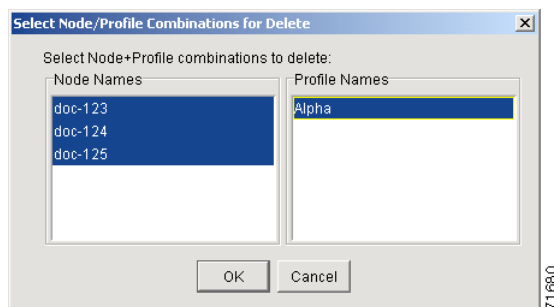 Select Node/Profile Combinations for Delete
Select Node+Profile combinations to delete:
Node Names
doc-123
doc-124
doc-125
Profile Names
Alpha
OK
Cancel
71680